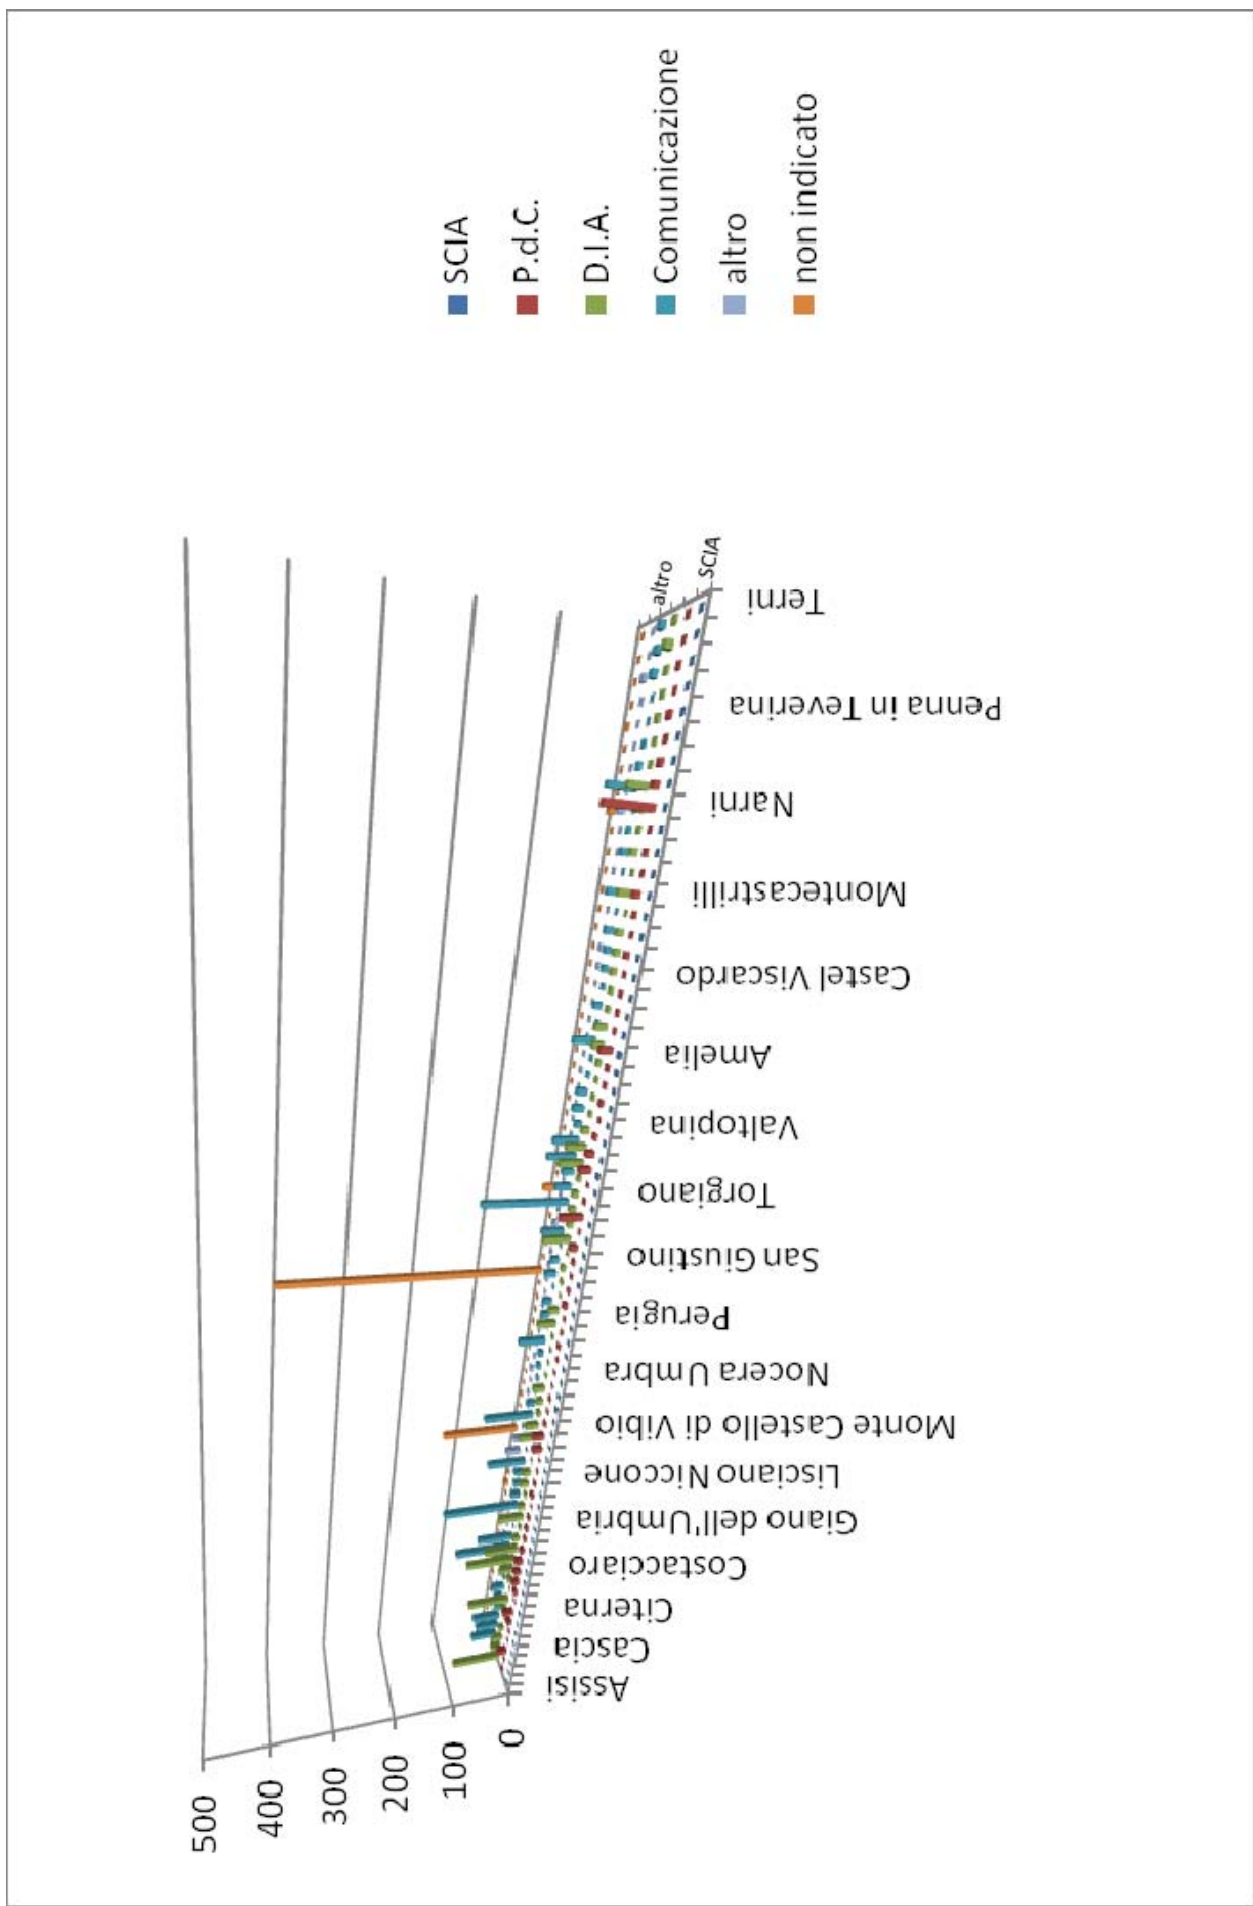 500
400
300
200
100
0
Assisi
Cascia
Citerna
Costacciaro
Giano dell'Umbria
Lisciano Niccone
Monte Castello di Vibio
Nocera Umbra
Perugia
San Giustino
Torgiano
Valtopina
Amelia
Castel Viscardo
Montecastrilli
Narni
Penna in Teverina
Terni
SCIA
altro
SCIA
P.d.C.
D.I.A.
Comunicazione
altro
non indicato